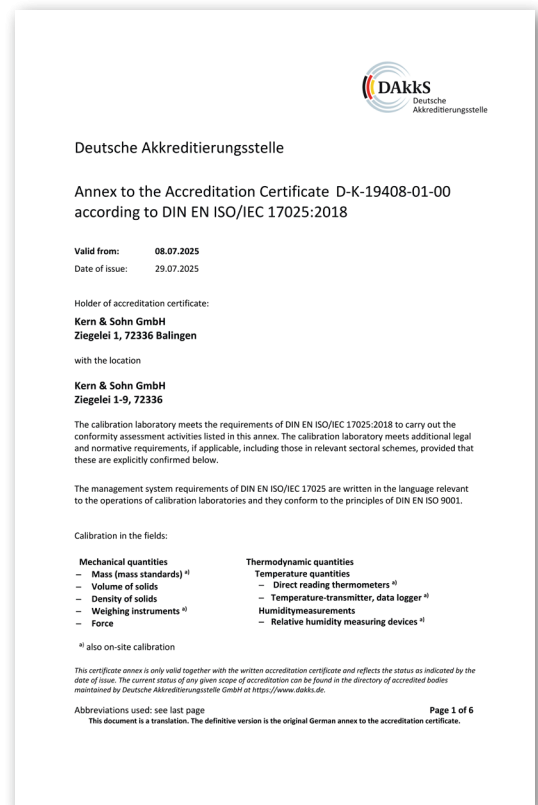 DAkkS
Deutsche
Akkreditierungsstelle
Deutsche Akkreditierungsstelle
Annex to the Accreditation Certificate D-K-19408-01-00
according to DIN EN ISO/IEC 17025:2018
Valid from: 08.07.2025
Date of issue: 29.07.2025
Holder of accreditation certificate:
Kern & Sohn GmbH
Ziegelei 1, 72336 Balingen
with the location
Kern & Sohn GmbH
Ziegelei 1-9, 72336
The calibration laboratory meets the requirements of DIN EN ISO/IEC 17025:2018 to carry out the
conformity assessment activities listed in this annex. The calibration laboratory meets additional legal
and normative requirements, if applicable, including those in relevant sectoral schemes, provided that
these are explicitly confirmed below.
The management system requirements of DIN EN ISO/IEC 17025 are written in the language relevant
to the operations of calibration laboratories and they conform to the principles of DIN EN ISO 9001.
Calibration in the fields:
Mechanical quantities
– Mass (mass standards) a)
– Volume of solids
– Density of solids
– Weighing instruments a)
– Force
Thermodynamic quantities
Temperature quantities
– Direct reading thermometers a)
– Temperature-transmitter, data logger a)
Humiditymeasurements
– Relative humidity measuring devices a)
a) also on-site calibration
This certificate annex is only valid together with the written accreditation certificate and reflects the status as indicated by the
date of issue. The current status of any given scope of accreditation can be found in the directory of accredited bodies
maintained by Deutsche Akkreditierungsstelle GmbH at https://www.dakks.de.
Abbreviations used: see last page Page 1 of 6
This document is a translation. The definitive version is the original German annex to the accreditation certificate.